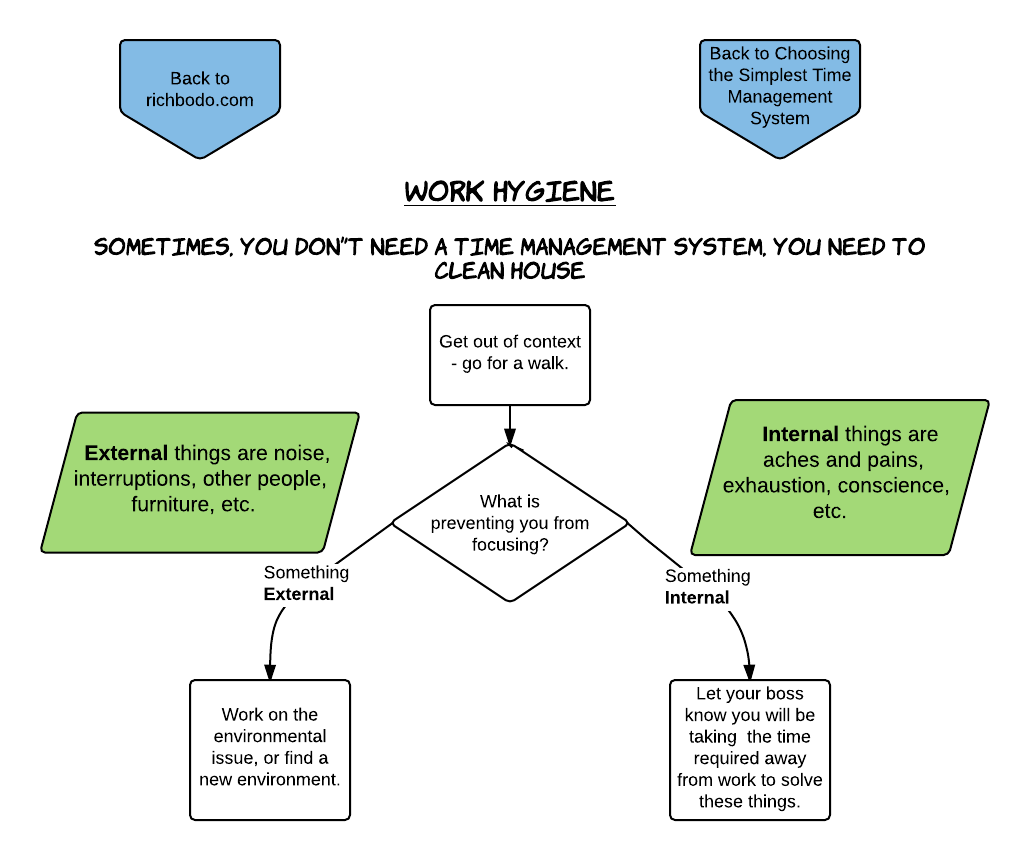 Back to
richbodo.com
Back to Choosing
the Simplest Time
Management
System
WORK HYGIENE
SOMETIMES, YOU DON"T NEED A TIME MANAGEMENT SYSTEM, YOU NEED TO
CLEAN HOUSE
Get out of context
- go for a walk.
External things are noise,
interruptions, other people,
furniture, etc.
Internal things are
aches and pains,
exhaustion, conscience,
etc.
What is
preventing you from
focusing?
Something
External
Something
Internal
Work on the
environmental
issue, or find a
new environment.
Let your boss
know you will be
taking  the time
required away
from work to solve
these things.